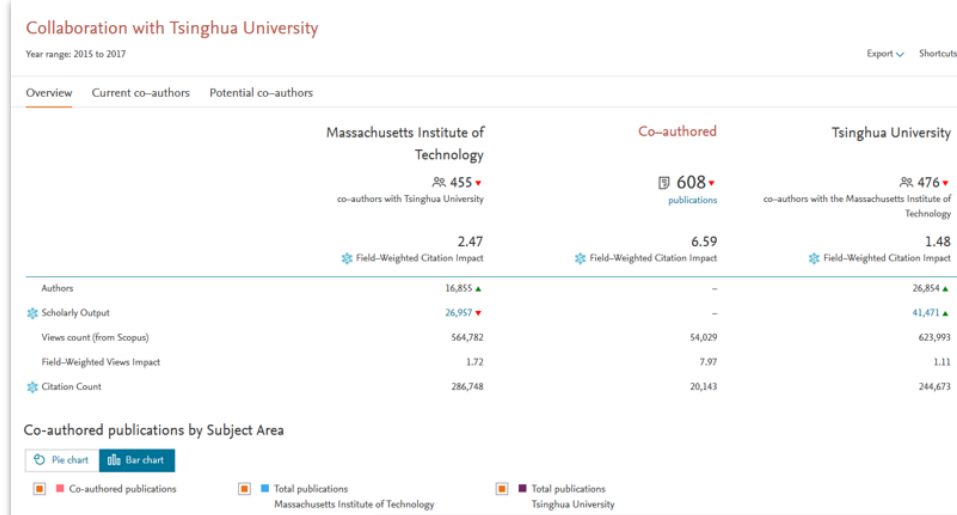 Collaboration with Tsinghua University
Year range: 2015 to 2017
Export Shortcuts
Overview Current co-authors Potential co-authors
Massachusetts Institute of
Technology
Co-authored
Tsinghua University
455
co-authors with Tsinghua University
608
publications
476
co-authors with the Massachusetts Institute of
Technology
2.47
Field-Weighted Citation Impact
6.59
Field-Weighted Citation Impact
1.48
Field-Weighted Citation Impact
Authors 16,855 – 26,854
Scholarly Output 26,957 – 41,471
Views count (from Scopus) 564,782 54,029 623,993
Field-Weighted Views Impact 1.72 7.97 1.11
Citation Count 286,748 20,143 244,673
Co-authored publications by Subject Area
Pie chart Bar chart
Co-authored publications
Total publications
Massachusetts Institute of Technology
Total publications
Tsinghua University